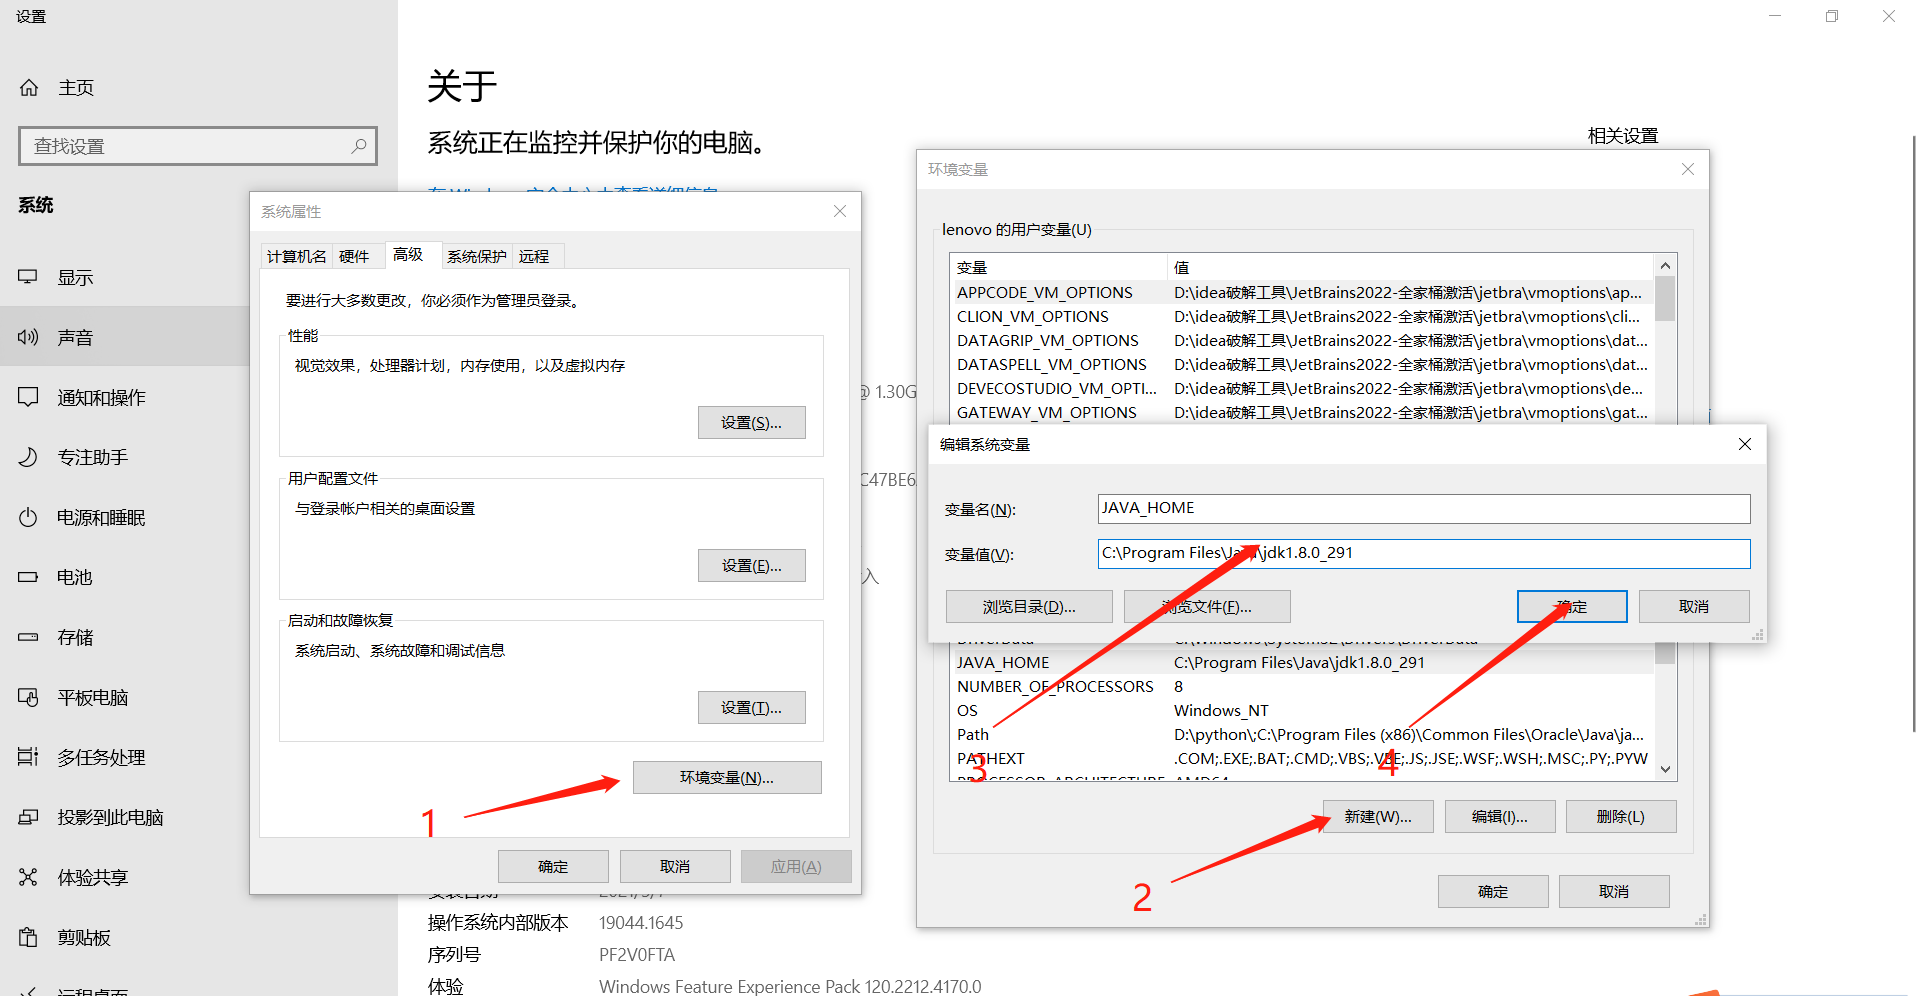 设置
主页
查找设置
系统
显示
声音
通知和操作
专注助手
电源和睡眠
电池
存储
平板电脑
多任务处理
投影到此电脑
体验共享
剪贴板
远程桌面
关于
系统正在监控并保护你的电脑。
相关设置
@ 1.30G
C47BE6
入
操作系统内部版本 19044.1645
序列号 PF2V0FTA
体验 Windows Feature Experience Pack 120.2212.4170.0
系统属性
计算机名 硬件 高级 系统保护 远程
要进行大多数更改，你必须作为管理员登录。
性能
视觉效果，处理器计划，内存使用，以及虚拟内存
设置(S)...
用户配置文件
与登录帐户相关的桌面设置
设置(E)...
启动和故障恢复
系统启动、系统故障和调试信息
设置(T)...
环境变量(N)...
1
确定 取消 应用(A)
环境变量
lenovo 的用户变量(U)
变量 值
APPCODE_VM_OPTIONS D:\idea破解工具\JetBrains2022-全家桶激活\jetbra\vmoptions\ap...
CLION_VM_OPTIONS D:\idea破解工具\JetBrains2022-全家桶激活\jetbra\vmoptions\cli...
DATAGRIP_VM_OPTIONS D:\idea破解工具\JetBrains2022-全家桶激活\jetbra\vmoptions\dat...
DATASPELL_VM_OPTIONS D:\idea破解工具\JetBrains2022-全家桶激活\jetbra\vmoptions\dat...
DEVECOSTUDIO_VM_OPTI... D:\idea破解工具\JetBrains2022-全家桶激活\jetbra\vmoptions\de...
GATEWAY_VM_OPTIONS D:\idea破解工具\JetBrains2022-全家桶激活\jetbra\vmoptions\gat...
编辑系统变量
变量名(N): JAVA_HOME
变量值(V): C:\Program Files\Java\jdk1.8.0_291
浏览目录(D)... 浏览文件(F)... 确定 取消
DriverData C:\Windows\System32\Drivers\DriverData
JAVA_HOME C:\Program Files\Java\jdk1.8.0_291
NUMBER_OF_PROCESSORS 8
OS Windows_NT
Path D:\python\;C:\Program Files (x86)\Common Files\Oracle\Java\ja...
PATHEXT .COM;.EXE;.BAT;.CMD;.VBS;.VBE;.JS;.JSE;.WSF;.WSH;.MSC;.PY;.PYW
PROCESSOR_ARCHITECTURE AMD64
3 4
新建(W)... 编辑(I)... 删除(L)
2
确定 取消